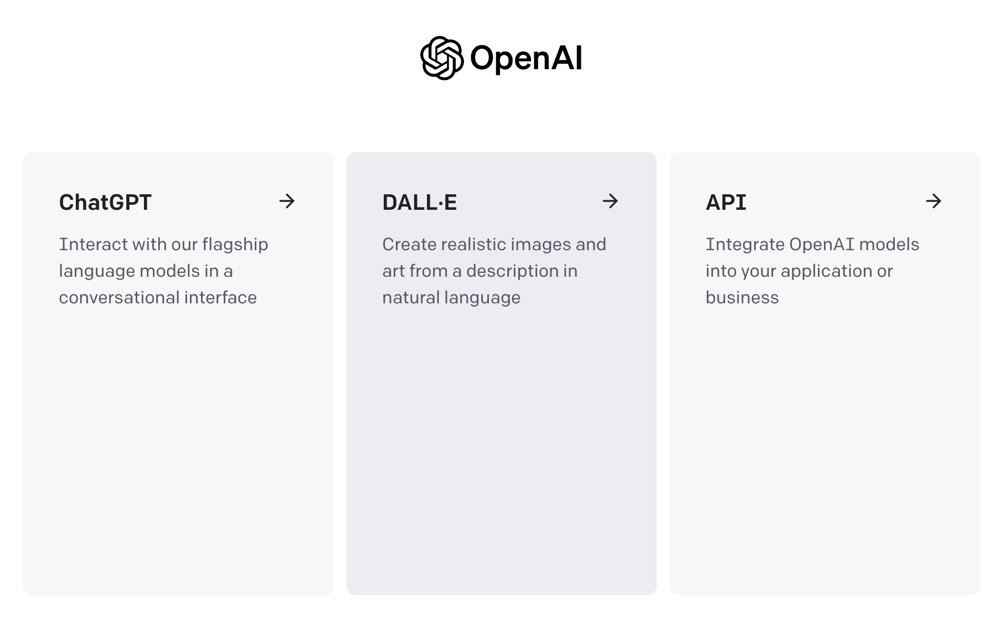 OpenAI
ChatGPT
Interact with our flagship
language models in a
conversational interface
DALL·E
Create realistic images and
art from a description in
natural language
API
Integrate OpenAI models
into your application or
business